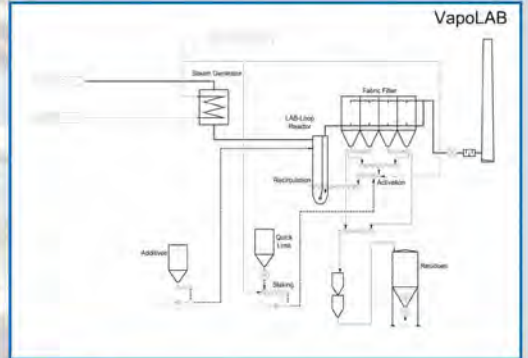 VapoLAB
Steam Generator
Fabric Filter
LAB-Loop
Reactor
Recirculation
Activation
Additives
Quick
Lime
Slaking
Residues